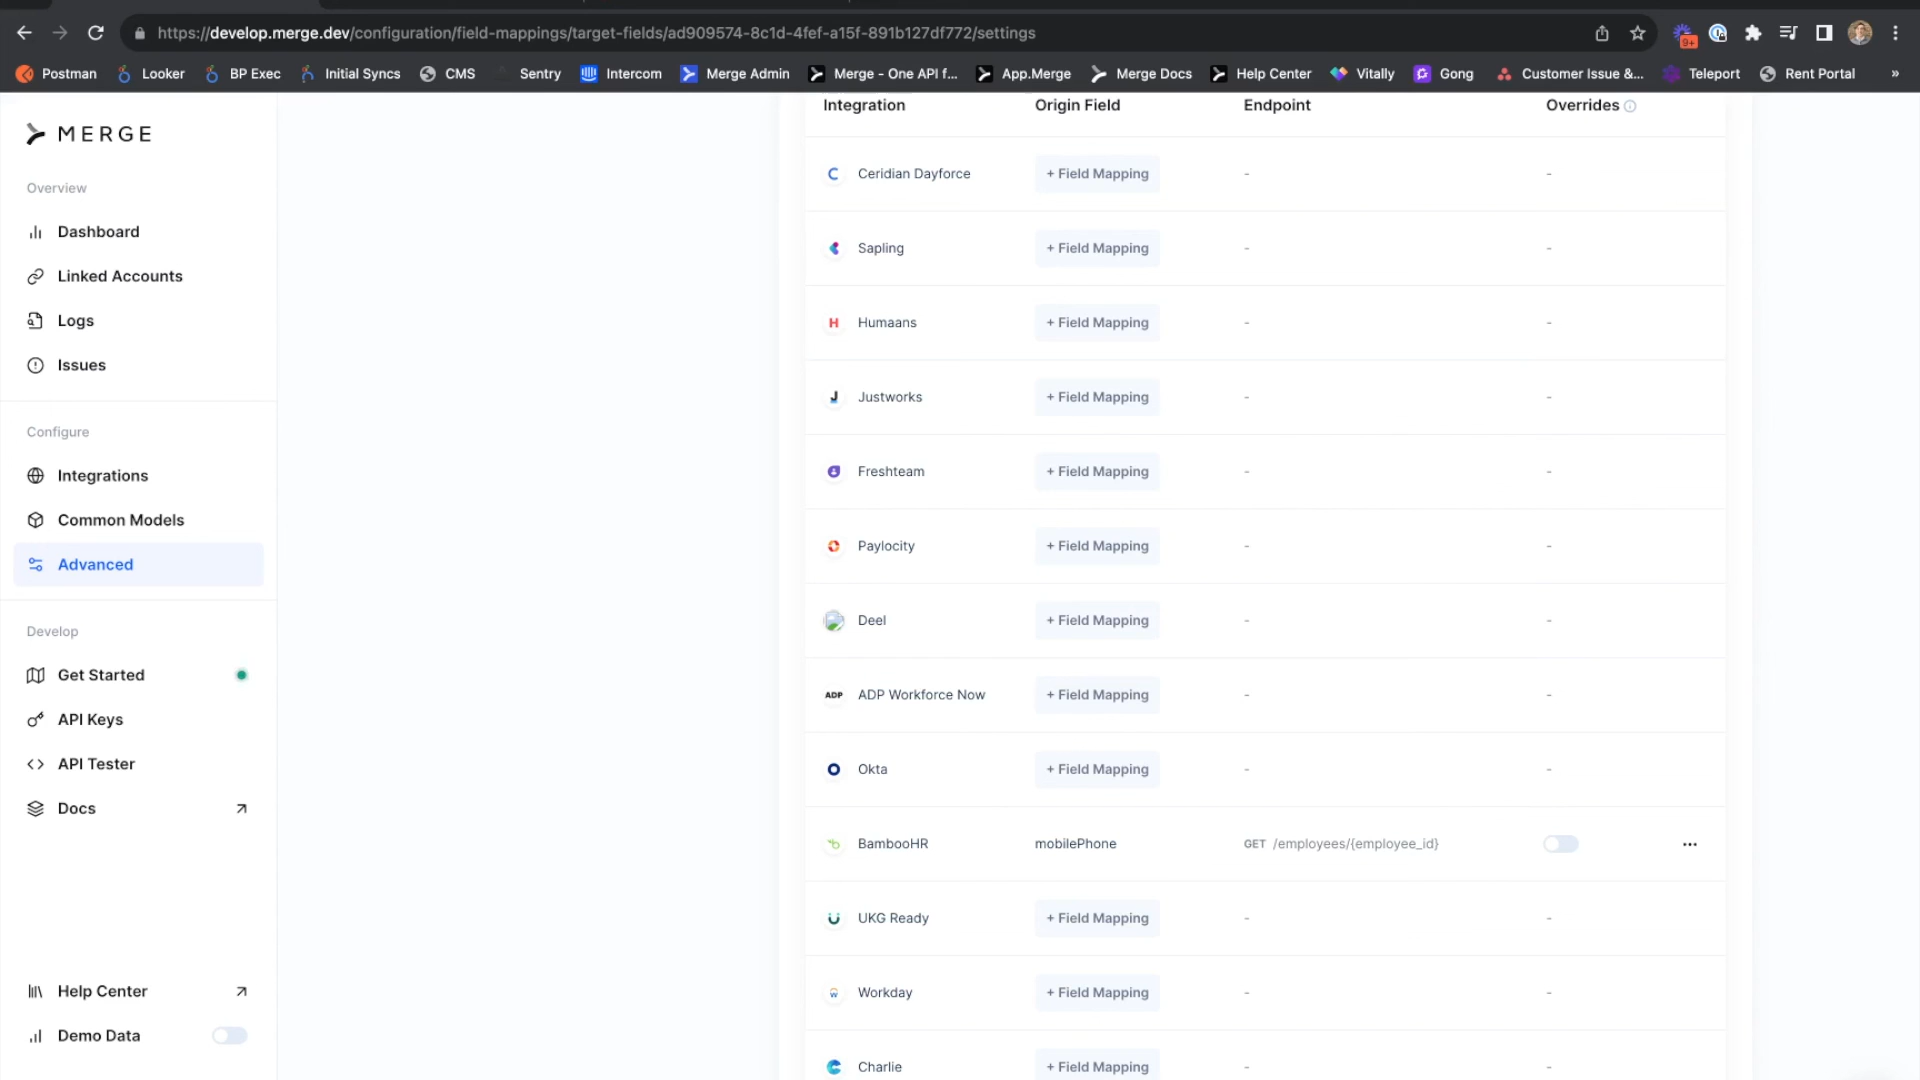 https://develop.merge.dev/configuration/field-mappings/target-fields/ad909574-8c1d-4fef-a15f-891b127df772/settings
9+
Postman Looker BP Exec Initial Syncs CMS Sentry Intercom Merge Admin Merge - One API f... App.Merge Merge Docs Help Center Vitally Gong Customer Issue &... Teleport Rent Portal »
MERGE
Overview
Dashboard
Linked Accounts
Logs
Issues
Configure
Integrations
Common Models
Advanced
Develop
Get Started
API Keys
API Tester
Docs
Help Center
Demo Data
Integration Origin Field Endpoint Overrides
Ceridian Dayforce + Field Mapping - -
Sapling + Field Mapping - -
H Humaans + Field Mapping - -
Justworks + Field Mapping - -
Freshteam + Field Mapping - -
Paylocity + Field Mapping - -
Deel + Field Mapping - -
ADP ADP Workforce Now + Field Mapping - -
Okta + Field Mapping - -
BambooHR mobilePhone GET /employees/{employee_id} ...
UKG Ready + Field Mapping - -
Workday + Field Mapping - -
Charlie + Field Mapping - -